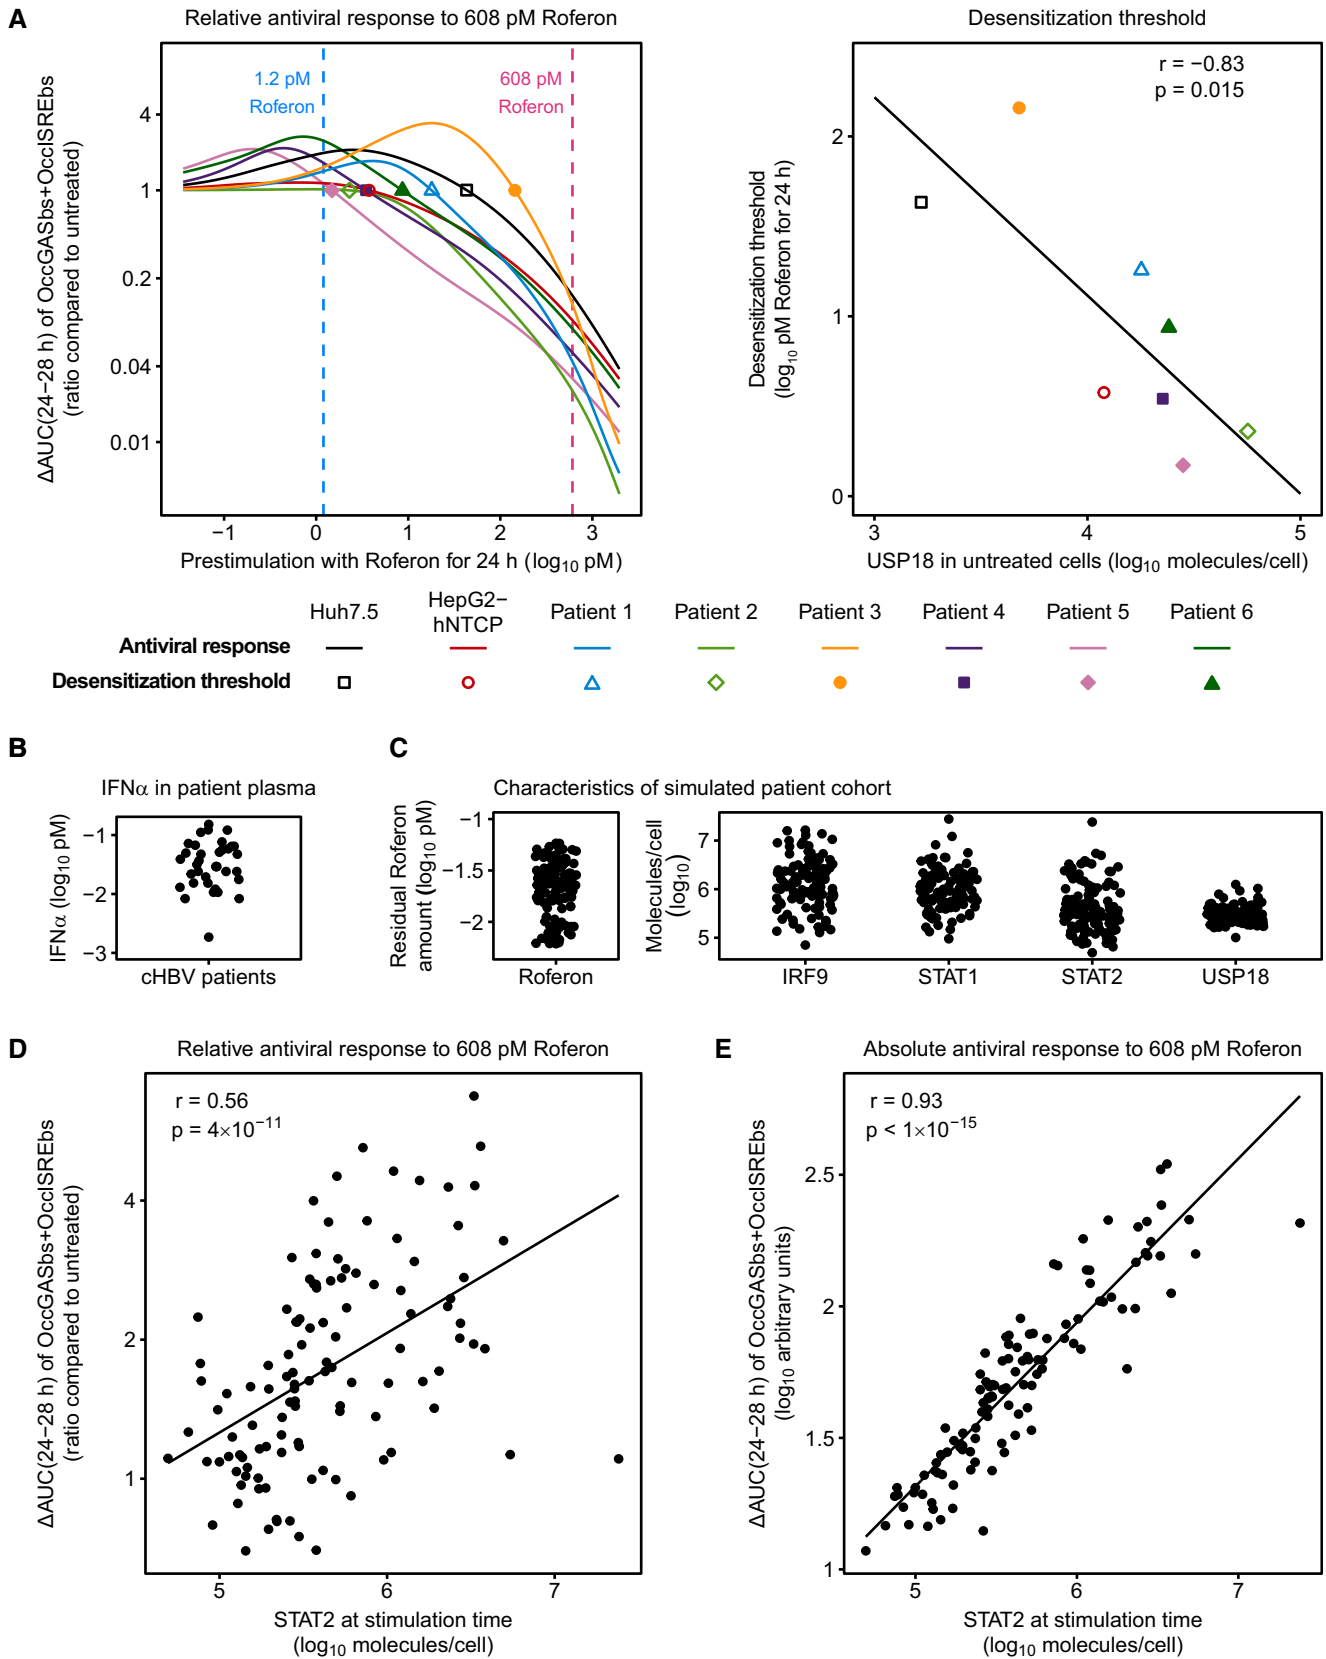 A
Relative antiviral response to 608 pM Roferon
ΔAUC(24−28 h) of OccGASbs+OccISREbs
(ratio compared to untreated)
4
1
0.2
0.04
0.01
1.2 pM
Roferon
608 pM
Roferon
−1
0
1
2
3
Prestimulation with Roferon for 24 h (log10 pM)
Desensitization threshold
Desensitization threshold
(log10 pM Roferon for 24 h)
2
1
0
r = −0.83
p = 0.015
3
4
5
USP18 in untreated cells (log10 molecules/cell)
Huh7.5
HepG2−
hNTCP
Patient 1
Patient 2
Patient 3
Patient 4
Patient 5
Patient 6
Antiviral response
Desensitization threshold
B
IFNα in patient plasma
IFNα (log10 pM)
−1
−2
−3
cHBV patients
C
Characteristics of simulated patient cohort
Residual Roferon
amount (log10 pM)
−1
−1.5
−2
Roferon
Molecules/cell
(log10)
7
6
5
IRF9
STAT1
STAT2
USP18
D
Relative antiviral response to 608 pM Roferon
ΔAUC(24−28 h) of OccGASbs+OccISREbs
(ratio compared to untreated)
r = 0.56
p = 4×10−11
4
2
1
5
6
7
STAT2 at stimulation time
(log10 molecules/cell)
E
Absolute antiviral response to 608 pM Roferon
ΔAUC(24−28 h) of OccGASbs+OccISREbs
(log10 arbitrary units)
r = 0.93
p < 1×10−15
2.5
2
1.5
1
5
6
7
STAT2 at stimulation time
(log10 molecules/cell)